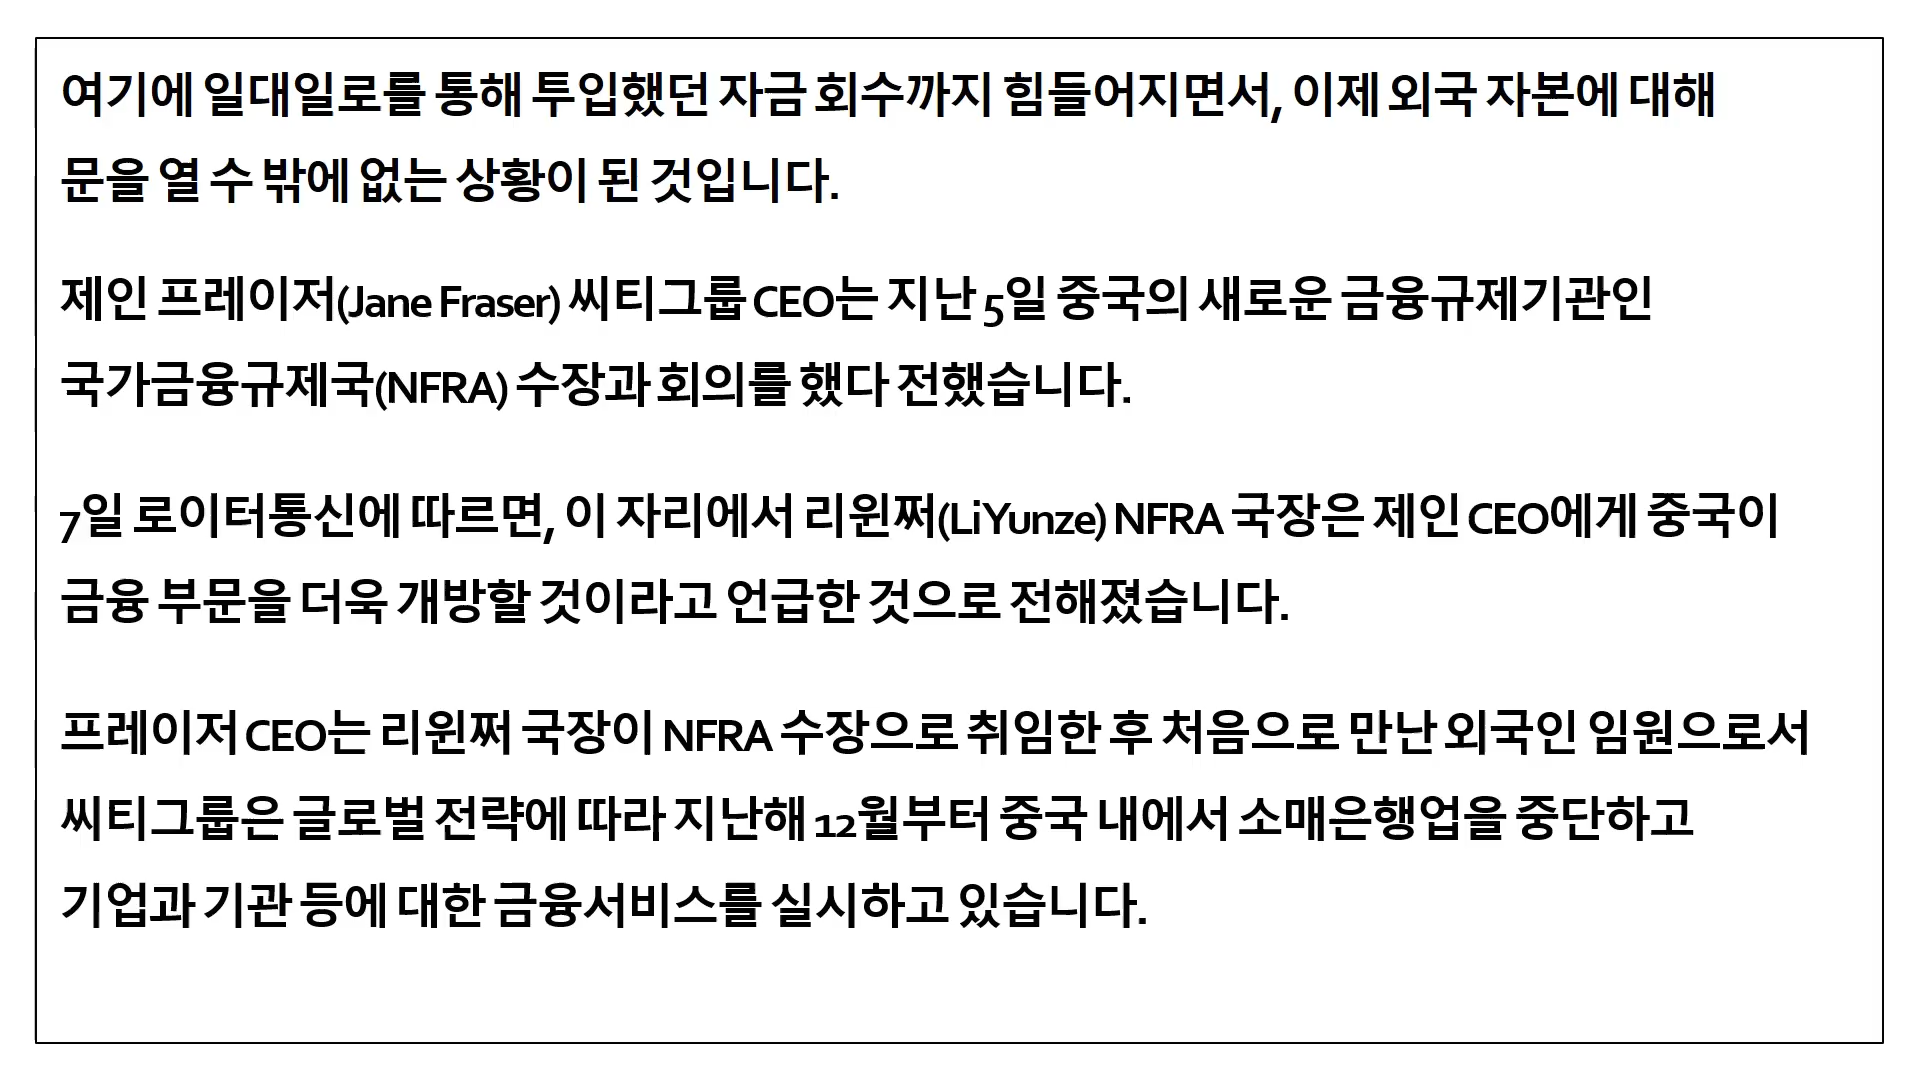 여기에 일대일로를 통해 투입했던 자금 회수까지 힘들어지면서, 이제 외국 자본에 대해
문을 열 수 밖에 없는 상황이 된 것입니다.
제인 프레이저(Jane Fraser) 씨티그룹 CEO는 지난 5일 중국의 새로운 금융규제기관인
국가금융규제국(NFRA) 수장과 회의를 했다 전했습니다.
7일 로이터통신에 따르면, 이 자리에서 리윈쩌(Li Yunze) NFRA 국장은 제인 CEO에게 중국이
금융 부문을 더욱 개방할 것이라고 언급한 것으로 전해졌습니다.
프레이저 CEO는 리윈쩌 국장이 NFRA 수장으로 취임한 후 처음으로 만난 외국인 임원으로서
씨티그룹은 글로벌 전략에 따라 지난해 12월부터 중국 내에서 소매은행업을 중단하고
기업과 기관 등에 대한 금융서비스를 실시하고 있습니다.